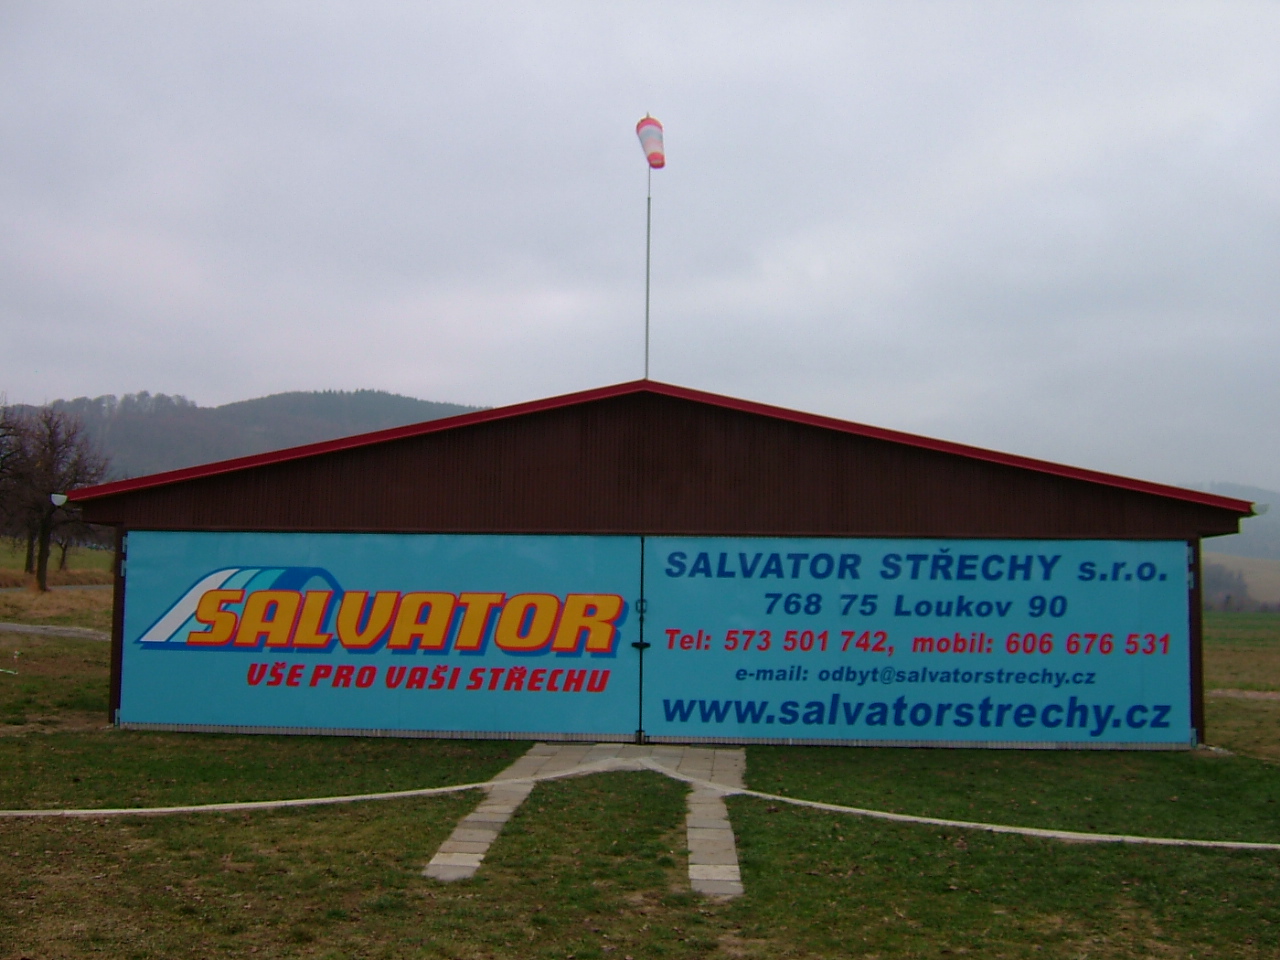 SALVATOR
VŠE PRO VAŠI STŘECHU
SALVATOR STŘECHY s.r.o.
768 75 Loukov 90
Tel: 573 501 742, mobil: 606 676 531
e-mail: odbyt@salvatorstrechy.cz
www.salvatorstrechy.cz